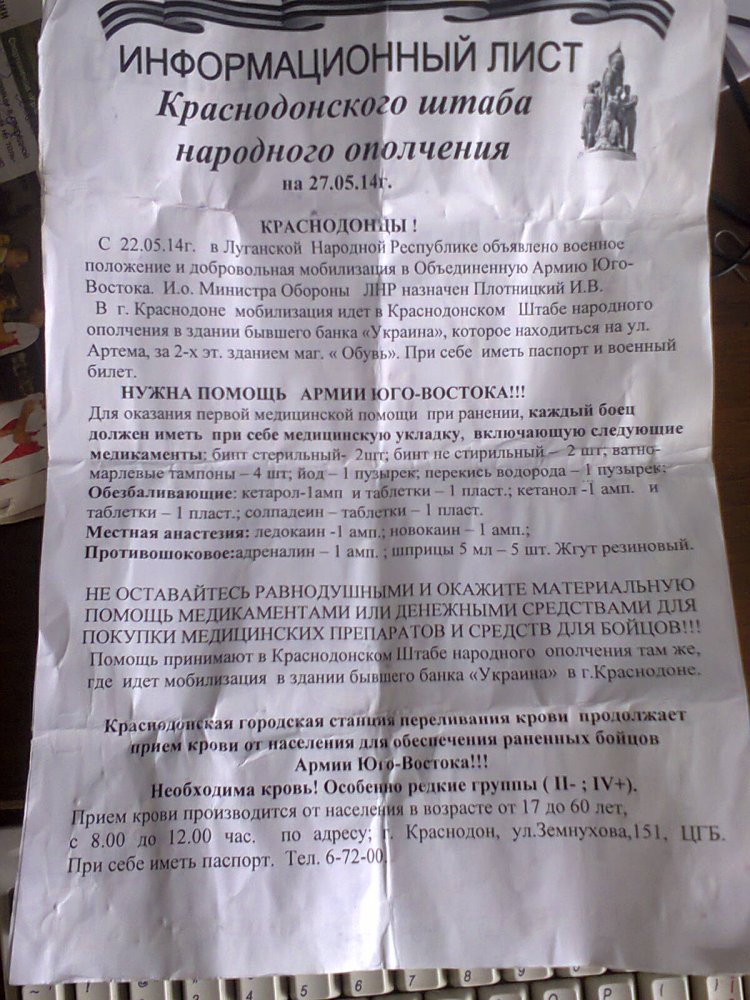 ИНФОРМАЦИОННЫЙ ЛИСТ
Краснодонского штаба
народного ополчения
на 27.05.14г.
КРАСНОДОНЦЫ !
С 22.05.14г. в Луганской Народной Республике объявлено военное
положение и добровольная мобилизация в Объединенную Армию Юго-
Востока. И.о. Министра Обороны ЛНР назначен Плотницкий И.В.
В г. Краснодоне мобилизация идет в Краснодонском Штабе народного
ополчения в здании бывшего банка «Украина», которое находиться на ул.
Артема, за 2-х эт. зданием маг. « Обувь». При себе иметь паспорт и военный
билет.
НУЖНА ПОМОЩЬ АРМИИ ЮГО-ВОСТОКА!!!
Для оказания первой медицинской помощи при ранении, каждый боец
должен иметь при себе медицинскую укладку, включающую следующие
медикаменты: бинт стерильный- 2шт; бинт не стирильный – 2 шт; ватно-
марлевые тампоны – 4 шт; йод – 1 пузырек; перекись водорода – 1 пузырек;
Обезбаливающие: кетарол-1амп и таблетки – 1 пласт.; кетанол -1 амп. и
таблетки – 1 пласт.; солпадеин – таблетки – 1 пласт.
Местная анастезия: ледокаин -1 амп.; новокаин – 1 амп.;
Противошоковое:адреналин – 1 амп. ; шприцы 5 мл – 5 шт. Жгут резиновый.
НЕ ОСТАВАЙТЕСЬ РАВНОДУШНЫМИ И ОКАЖИТЕ МАТЕРИАЛЬНУЮ
ПОМОЩЬ МЕДИКАМЕНТАМИ ИЛИ ДЕНЕЖНЫМИ СРЕДСТВАМИ ДЛЯ
ПОКУПКИ МЕДИЦИНСКИХ ПРЕПАРАТОВ И СРЕДСТВ ДЛЯ БОЙЦОВ!!!
Помощь принимают в Краснодонском Штабе народного ополчения там же,
где идет мобилизация в здании бывшего банка «Украина» в г.Краснодоне.
Краснодонская городская станция переливания крови продолжает
прием крови от населения для обеспечения раненных бойцов
Армии Юго-Востока!!!
Необходима кровь! Особенно редкие группы ( II- ; IV+).
Прием крови производится от населения в возрасте от 17 до 60 лет,
с 8.00 до 12.00 час. по адресу; г. Краснодон, ул.Земнухова,151, ЦГБ.
При себе иметь паспорт. Тел. 6-72-00.
4 5 6 7 8 9 0